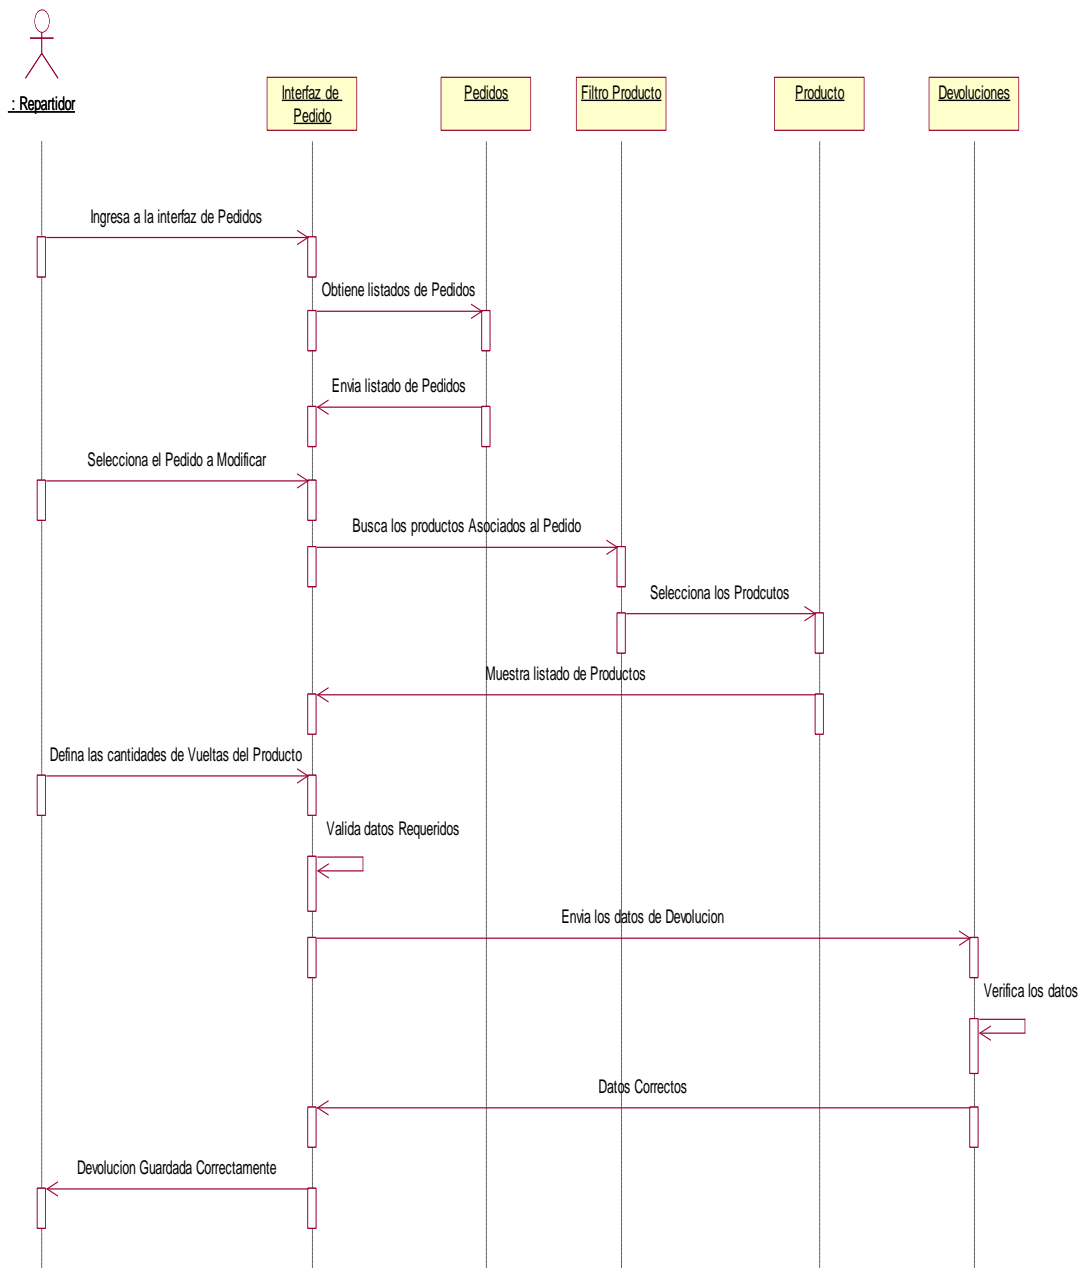 : Repartidor
Interfaz de
Pedido
Pedidos
Filtro Producto
Producto
Devoluciones
Ingresa a la interfaz de Pedidos
Obtiene listados de Pedidos
Envia listado de Pedidos
Selecciona el Pedido a Modificar
Busca los productos Asociados al Pedido
Selecciona los Prodcutos
Muestra listado de Productos
Defina las cantidades de Vueltas del Producto
Valida datos Requeridos
Envia los datos de Devolucion
Verifica los datos
Datos Correctos
Devolucion Guardada Correctamente